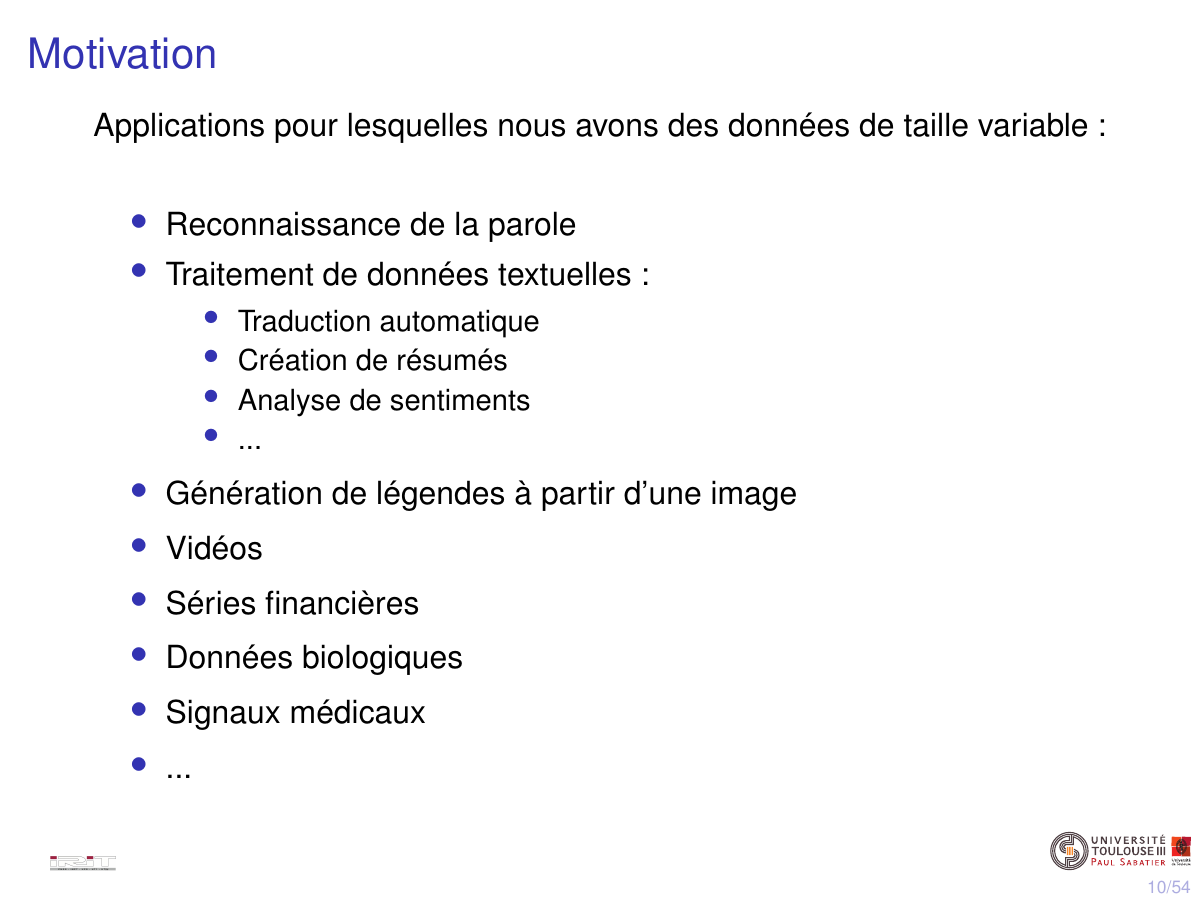 Motivation
Applications pour lesquelles nous avons des données de taille variable :
Reconnaissance de la parole
Traitement de données textuelles :
Traduction automatique
Création de résumés
Analyse de sentiments
...
Génération de légendes à partir d'une image
Vidéos
Séries financières
Données biologiques
Signaux médicaux
...
IRIT
UNIVERSITÉ
TOULOUSE III
PAUL SABATIER
10/54